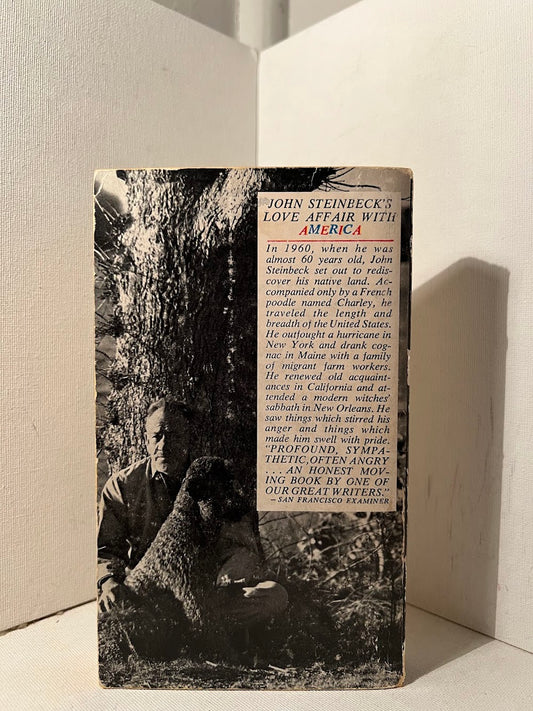 JOHN STEINBECK'S
LOVE AFFAIR WITH
AMERICA
In 1960, when he was
almost 60 years old, John
Steinbeck set out to redis-
cover his native land. Ac-
companied only by a French
poodle named Charley, he
traveled the length and
breadth of the United States.
He outfought a hurricane in
New York and drank cog-
nac in Maine with a family
of migrant farm workers.
He renewed old acquaint-
ances in California and at-
tended a modern witches'
sabbath in New Orleans. He
saw things which stirred his
anger and things which
made him swell with pride.
"PROFOUND, SYMPA-
THETIC, OFTEN ANGRY
. . . AN HONEST MOV-
ING BOOK BY ONE OF
OUR GREAT WRITERS."
– SAN FRANCISCO EXAMINER